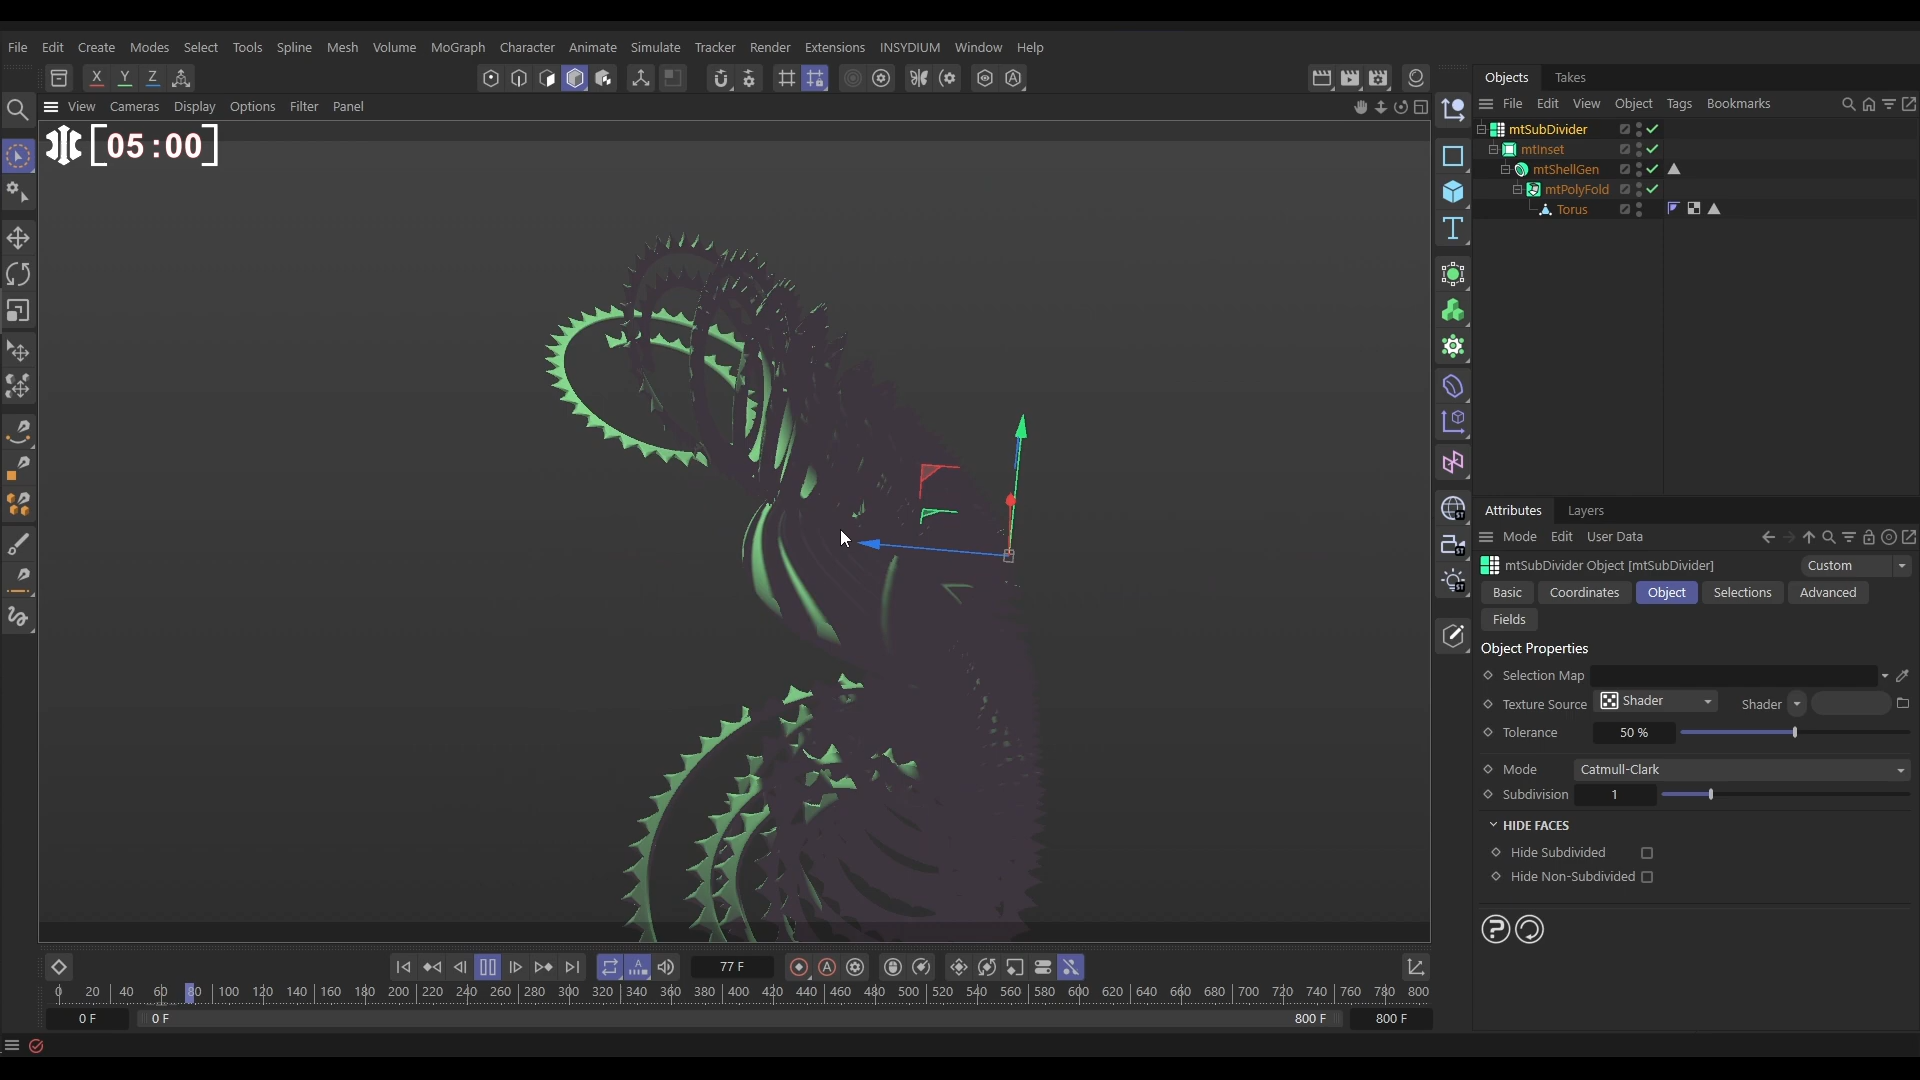 File Edit Create Modes Select Tools Spline Mesh Volume MoGraph Character Animate Simulate Tracker Render Extensions INSYDIUM Window Help
X Y Z
Objects Takes
View Cameras Display Options Filter Panel
File Edit View Object Tags Bookmarks
[05:00]
mtSubDivider
mtInset
mtShellGen
mtPolyFold
Torus
Attributes Layers
Mode Edit User Data
mtSubDivider Object [mtSubDivider]
Custom
Basic Coordinates Object Selections Advanced
Fields
Object Properties
Selection Map
Texture Source Shader Shader
Tolerance 50 %
Mode Catmull-Clark
Subdivision 1
HIDE FACES
Hide Subdivided
Hide Non-Subdivided
77 F
0 20 40 60 80 100 120 140 160 180 200 220 240 260 280 300 320 340 360 380 400 420 440 460 480 500 520 540 560 580 600 620 640 660 680 700 720 740 760 780 800
0 F 0 F 800 F 800 F